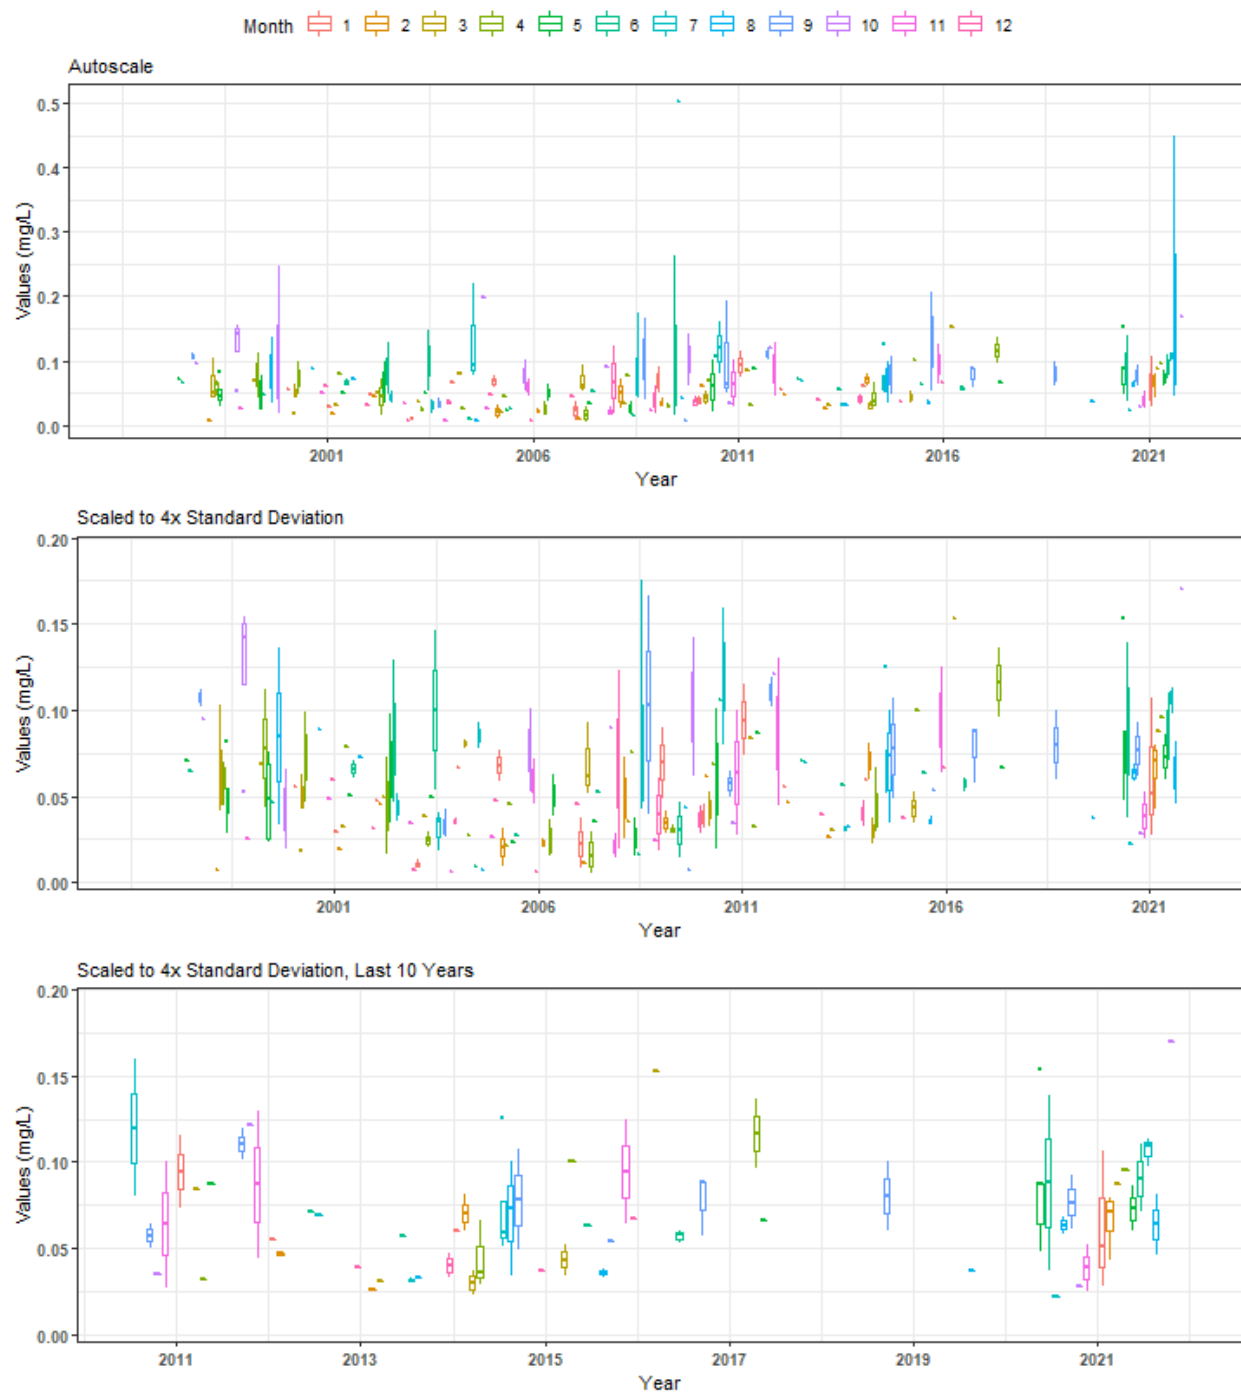 Month 1 2 3 4 5 6 7 8 9 10 11 12
Autoscale
0.5
0.4
0.3
0.2
0.1
0.0
Values (mg/L)
2001 2006 2011 2016 2021
Year
Scaled to 4x Standard Deviation
0.20
0.15
0.10
0.05
0.00
Values (mg/L)
2001 2006 2011 2016 2021
Year
Scaled to 4x Standard Deviation, Last 10 Years
0.20
0.15
0.10
0.05
0.00
Values (mg/L)
2011 2013 2015 2017 2019 2021
Year